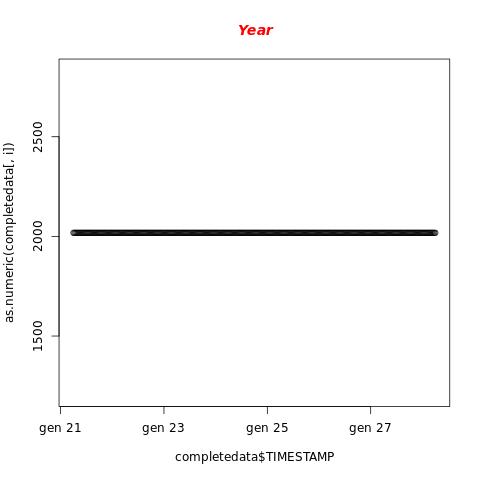 Year
as.numeric(completedata[, i])
2500
2000
1500
gen 21
gen 23
gen 25
gen 27
completedata$TIMESTAMP